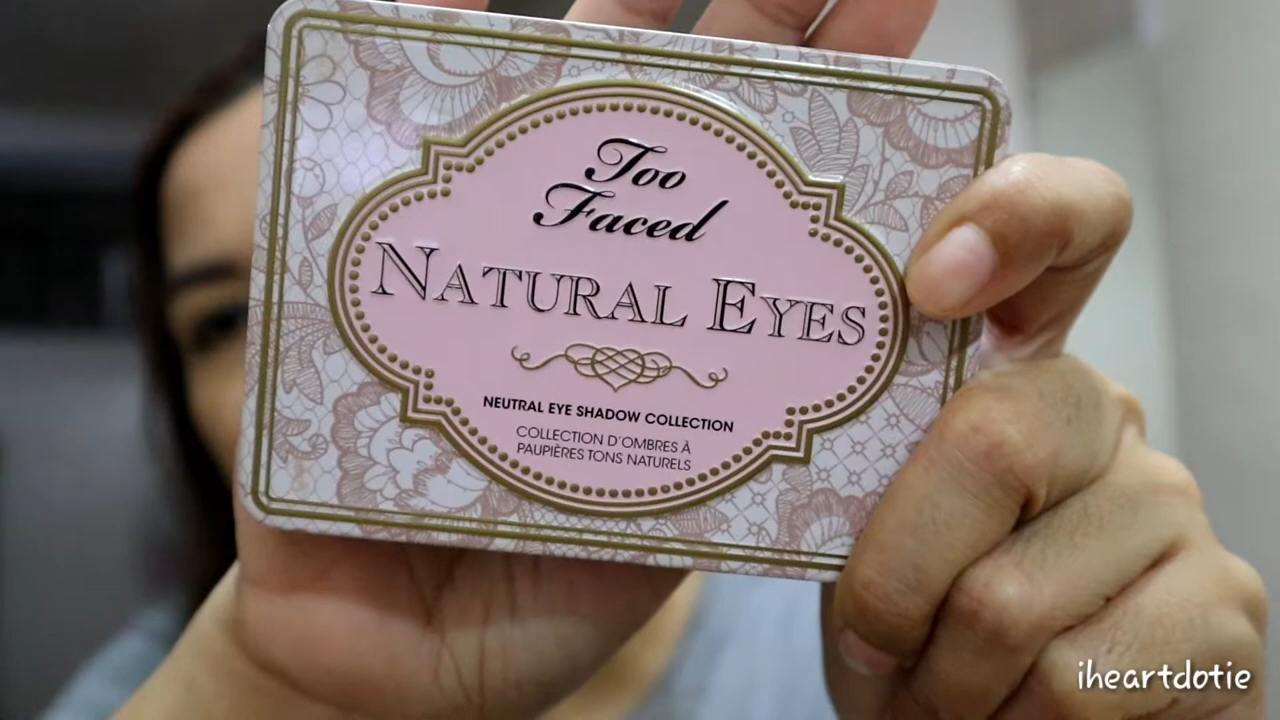 Too
Faced
NATURAL EYES
NEUTRAL EYE SHADOW COLLECTION
COLLECTION D'OMBRES À
PAUPIÈRES TONS NATURELS
iheartdotie